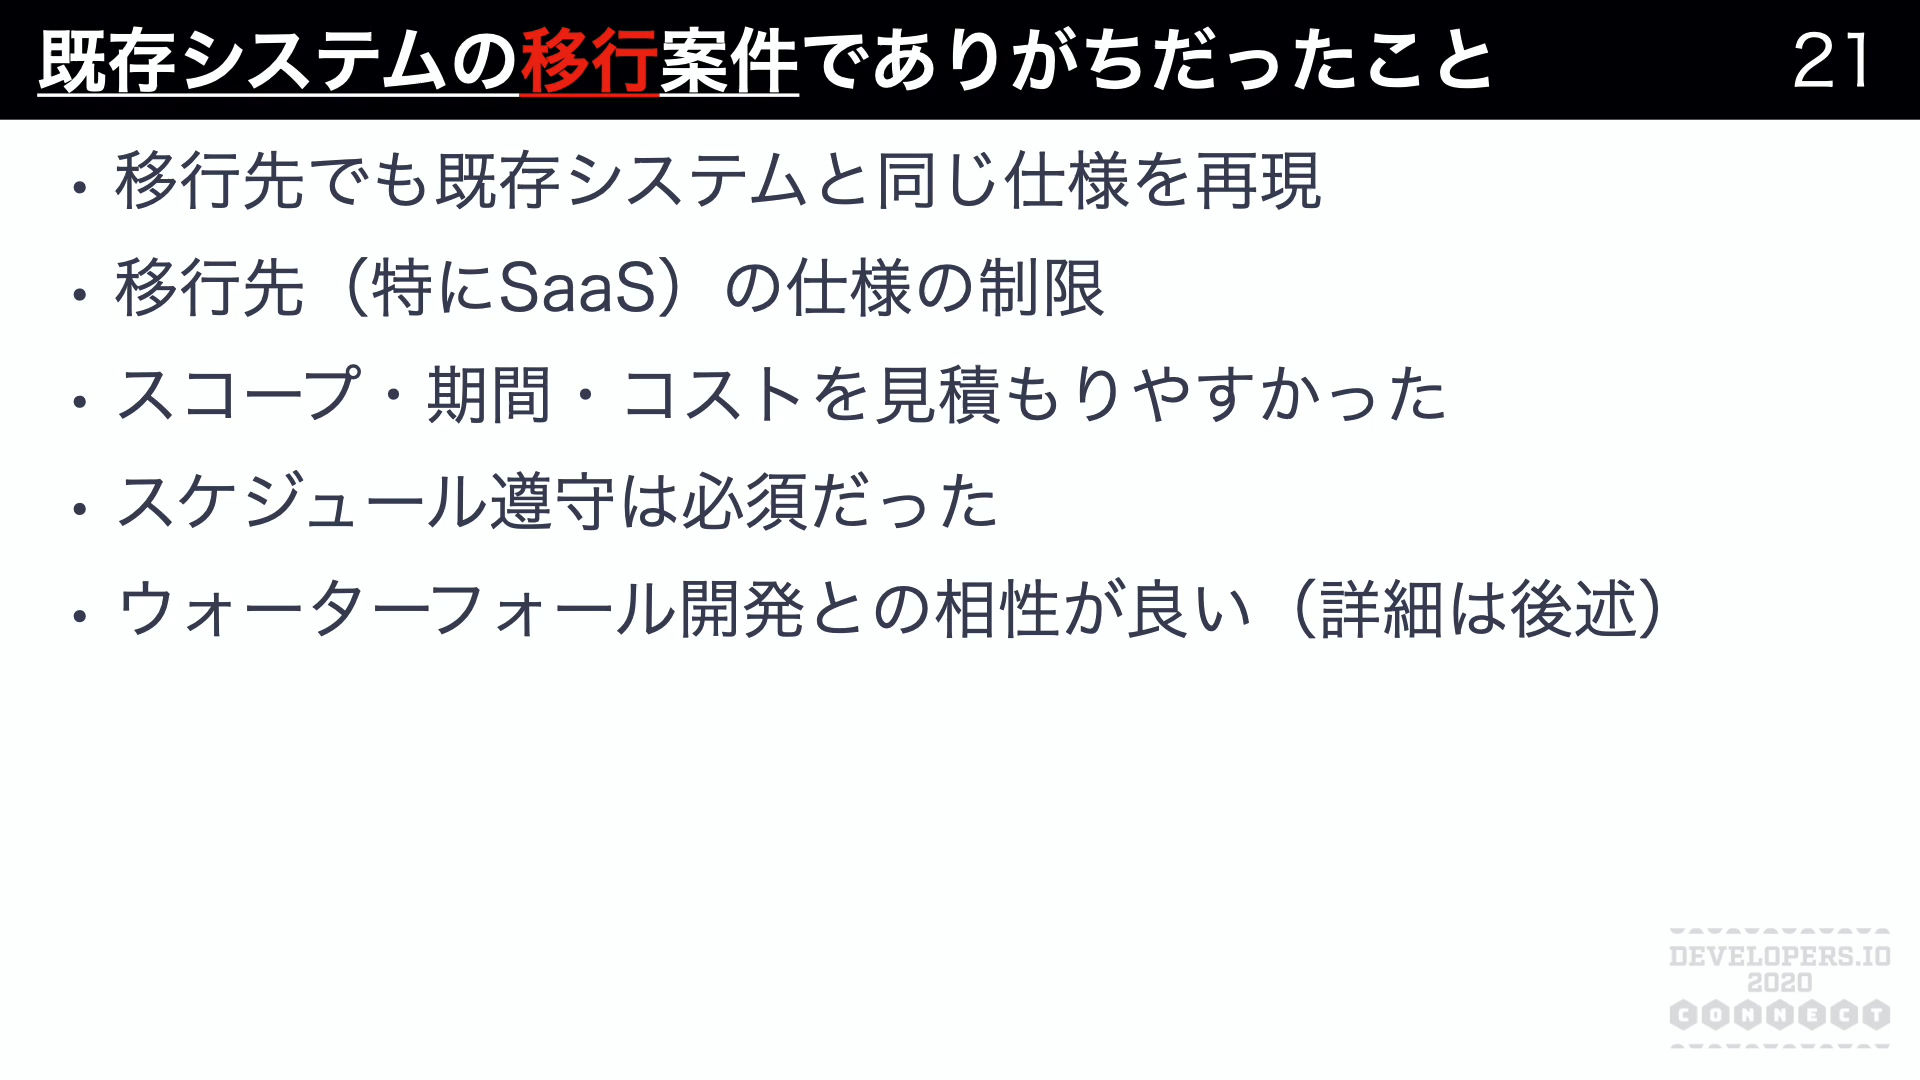 既存システムの移行案件でありがちだったこと
21
・移行先でも既存システムと同じ仕様を再現
・移行先（特にSaaS）の仕様の制限
・スコープ・期間・コストを見積もりやすかった
・スケジュール遵守は必須だった
・ウォーターフォール開発との相性が良い（詳細は後述）
DEVELOPERS.IO
2020
CONNECT